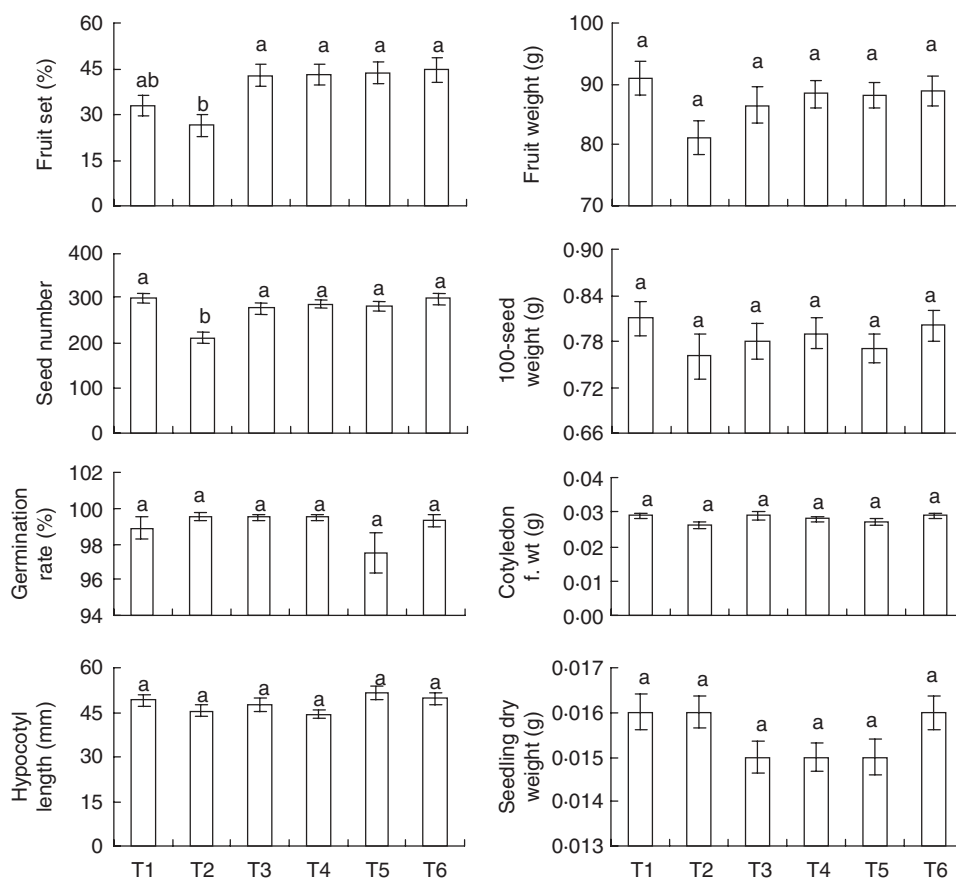 60
45
30
15
0
Fruit set (%)
ab
b
a
a
a
a
100
90
80
70
Fruit weight (g)
a
a
a
a
a
a
400
300
200
100
0
Seed number
a
b
a
a
a
a
0·90
0·84
0·78
0·72
0·66
100-seed
weight (g)
a
a
a
a
a
a
102
100
98
96
94
Germination
rate (%)
a
a
a
a
a
a
0·04
0·03
0·02
0·01
0·00
Cotyledon
f. wt (g)
a
a
a
a
a
a
60
45
30
15
0
Hypocotyl
length (mm)
a
a
a
a
a
a
T1 T2 T3 T4 T5 T6
0·017
0·016
0·015
0·014
0·013
Seedling dry
weight (g)
a
a
a
a
a
a
T1 T2 T3 T4 T5 T6